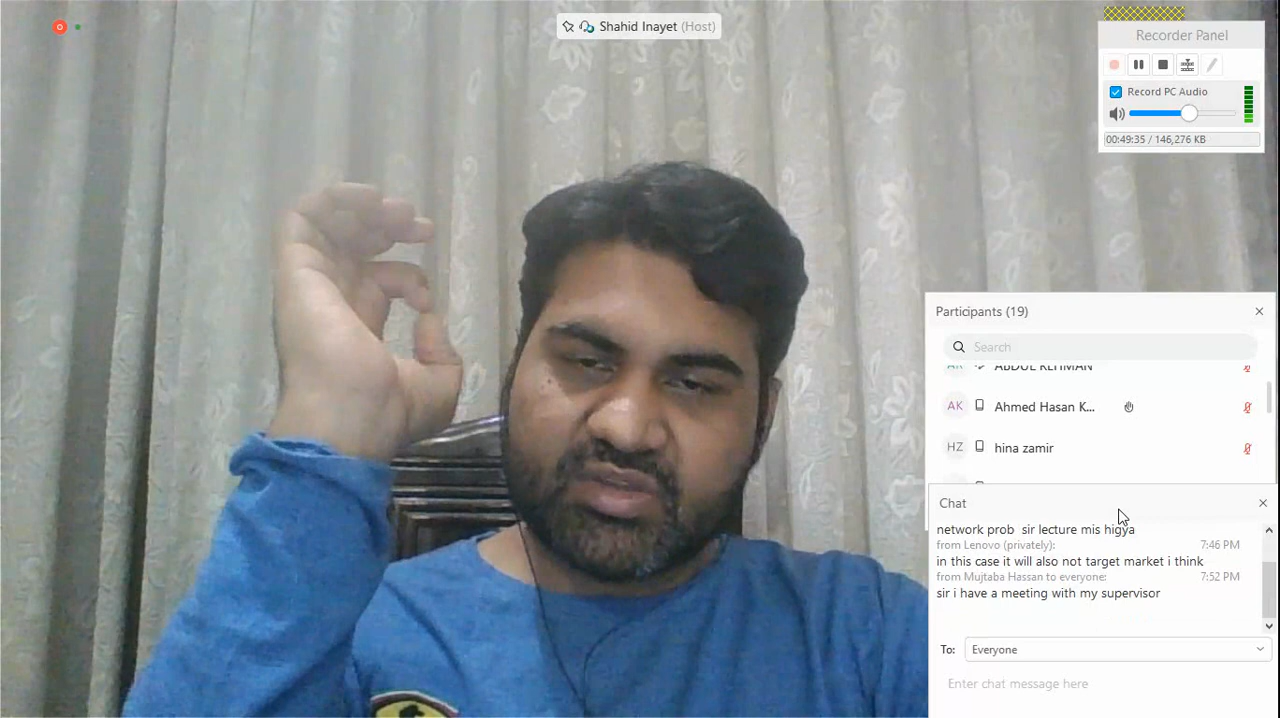 Shahid Inayet (Host)
Recorder Panel
Record PC Audio
00:49:35 / 146,276 KB
Participants (19)
Search
AR ABDUL REHMAN
AK Ahmed Hasan K...
HZ hina zamir
Chat
network prob sir lecture mis higya
from Lenovo (privately): 7:46 PM
in this case it will also not target market i think
from Mujtaba Hassan to everyone: 7:52 PM
sir i have a meeting with my supervisor
To: Everyone
Enter chat message here